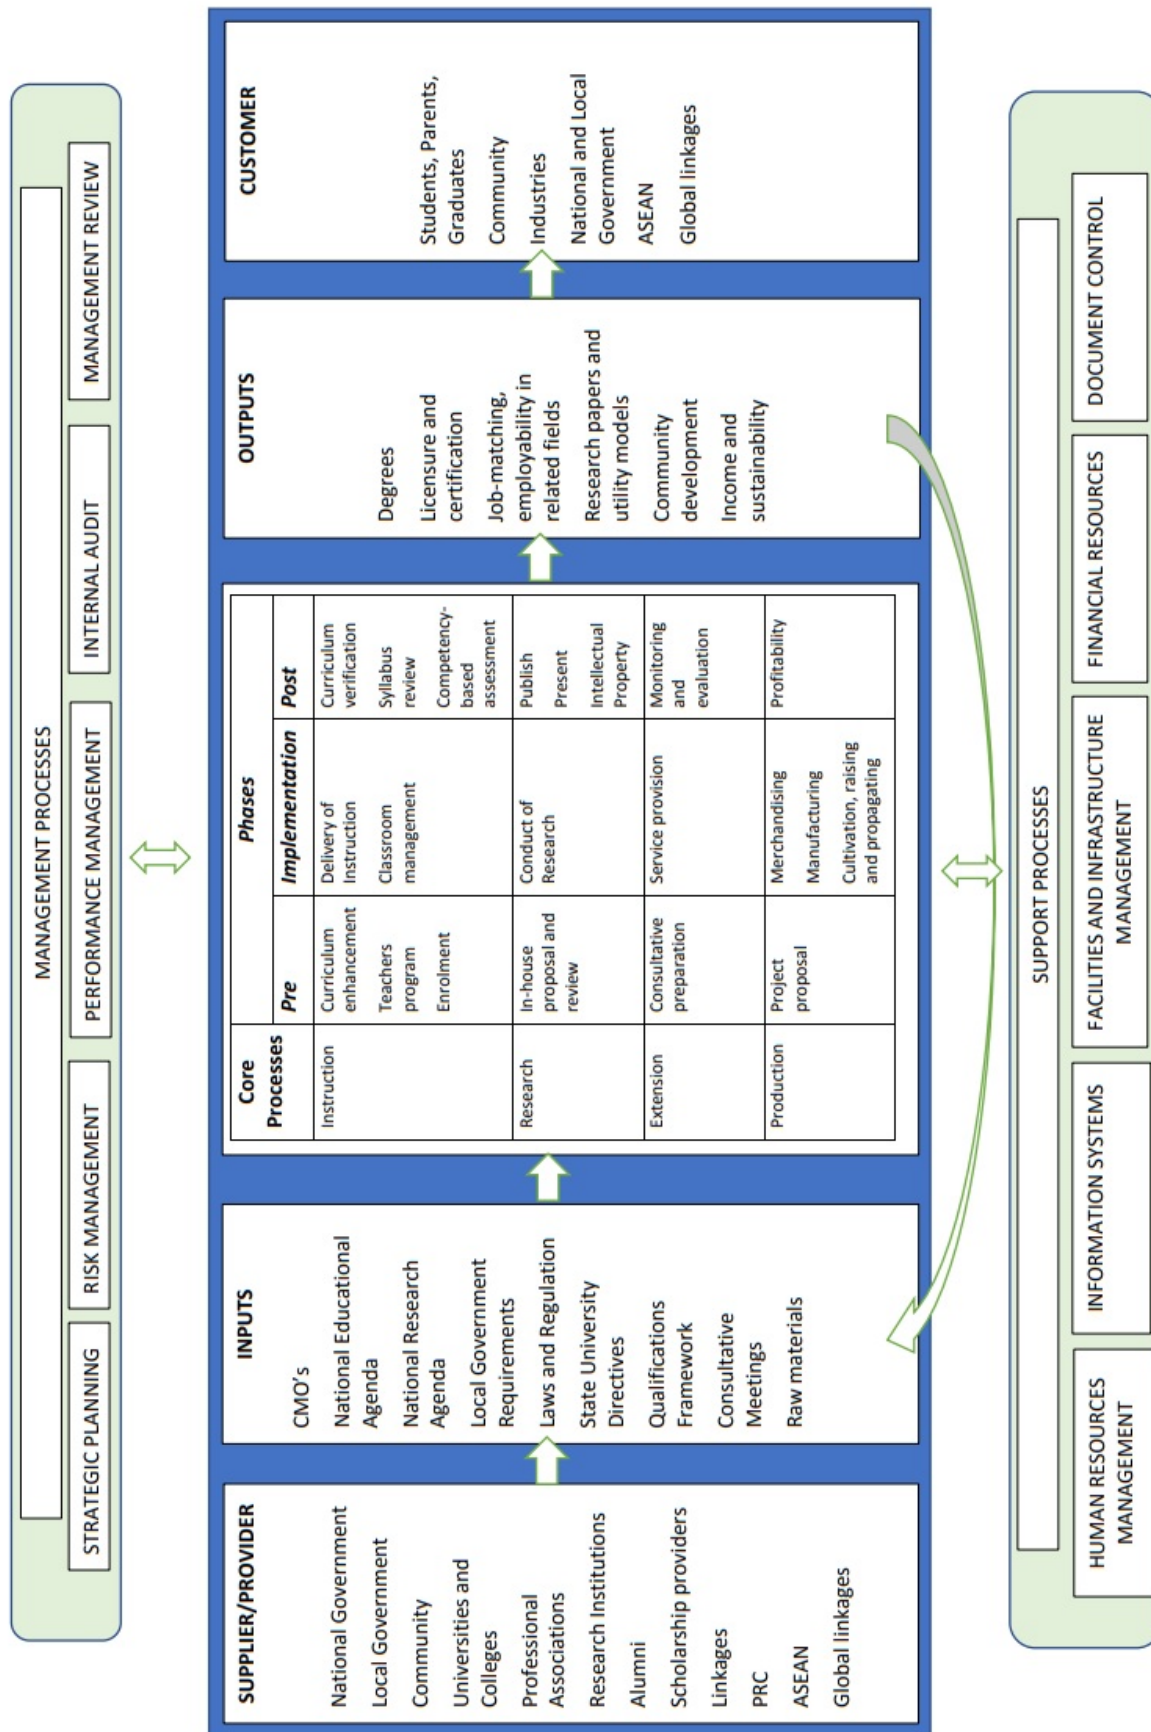 MANAGEMENT PROCESSES
STRATEGIC PLANNING
RISK MANAGEMENT
PERFORMANCE MANAGEMENT
INTERNAL AUDIT
MANAGEMENT REVIEW
SUPPLIER/PROVIDER
National Government
Local Government
Community
Universities and
Colleges
Professional
Associations
Research Institutions
Alumni
Scholarship providers
Linkages
PRC
ASEAN
Global linkages
INPUTS
CMO's
National Educational
Agenda
National Research
Agenda
Local Government
Requirements
Laws and Regulation
State University
Directives
Qualifications
Framework
Consultative
Meetings
Raw materials
Core
Processes
Phases
Pre
Implementation
Post
Instruction
Curriculum
enhancement
Teachers
program
Enrolment
Delivery of
Instruction
Classroom
management
Curriculum
verification
Syllabus
review
Competency-
based
assessment
Research
In-house
proposal and
review
Conduct of
Research
Publish
Present
Intellectual
Property
Extension
Consultative
preparation
Service provision
Monitoring
and
evaluation
Production
Project
proposal
Merchandising
Manufacturing
Cultivation, raising
and propagating
Profitability
OUTPUTS
Degrees
Licensure and
certification
Job-matching,
employability in
related fields
Research papers and
utility models
Community
development
Income and
sustainability
CUSTOMER
Students, Parents,
Graduates
Community
Industries
National and Local
Government
ASEAN
Global linkages
SUPPORT PROCESSES
HUMAN RESOURCES
MANAGEMENT
INFORMATION SYSTEMS
FACILITIES AND INFRASTRUCTURE
MANAGEMENT
FINANCIAL RESOURCES
DOCUMENT CONTROL